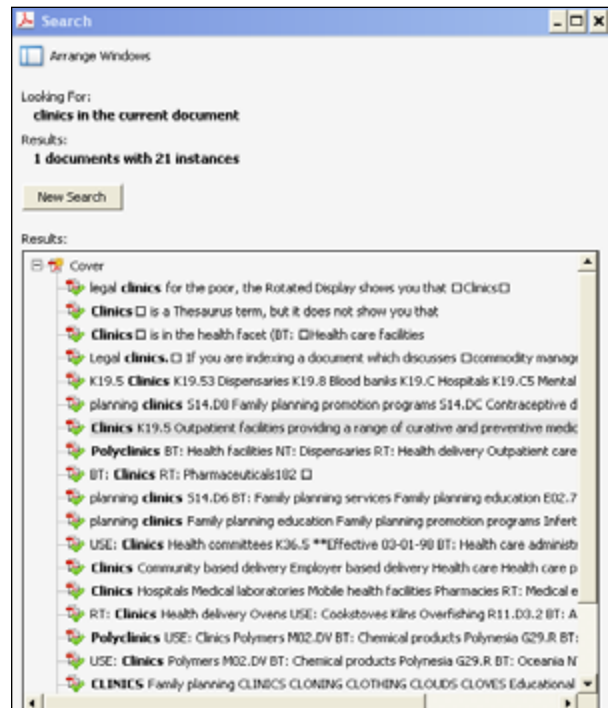 Search
Arrange Windows
Looking For:
clinics in the current document
Results:
1 documents with 21 instances
New Search
Results:
Cover
legal clinics for the poor, the Rotated Display shows you that □Clinics□
Clinics□ is a Thesaurus term, but it does not show you that
Clinics□ is in the health facet (BT: □Health care facilities
Legal clinics.□ If you are indexing a document which discusses □commodity manag
K19.5 Clinics K19.53 Dispensaries K19.8 Blood banks K19.C Hospitals K19.C5 Mental
planning clinics S14.D8 Family planning promotion programs S14.DC Contraceptive d
Clinics K19.5 Outpatient facilities providing a range of curative and preventive medic
Polyclinics BT: Health facilities NT: Dispensaries RT: Health delivery Outpatient care
BT: Clinics RT: Pharmaceuticals182 □
planning clinics S14.D6 BT: Family planning services Family planning education E02.7
planning clinics Family planning education Family planning promotion programs Infert
USE: Clinics Health committees K36.5 **Effective 03-01-98 BT: Health care administr
Clinics Community based delivery Employer based delivery Health care Health care p
Clinics Hospitals Medical laboratories Mobile health facilities Pharmacies RT: Medical e
RT: Clinics Health delivery Ovens USE: Cookstoves Kilns Overfishing R11.D3.2 BT: A
Polyclinics USE: Clinics Polymers M02.DV BT: Chemical products Polynesia G29.R BT:
USE: Clinics Polymers M02.DV BT: Chemical products Polynesia G29.R BT: Oceania N
CLINICS Family planning CLINICS CLONING CLOTHING CLOUDS CLOVES Educational